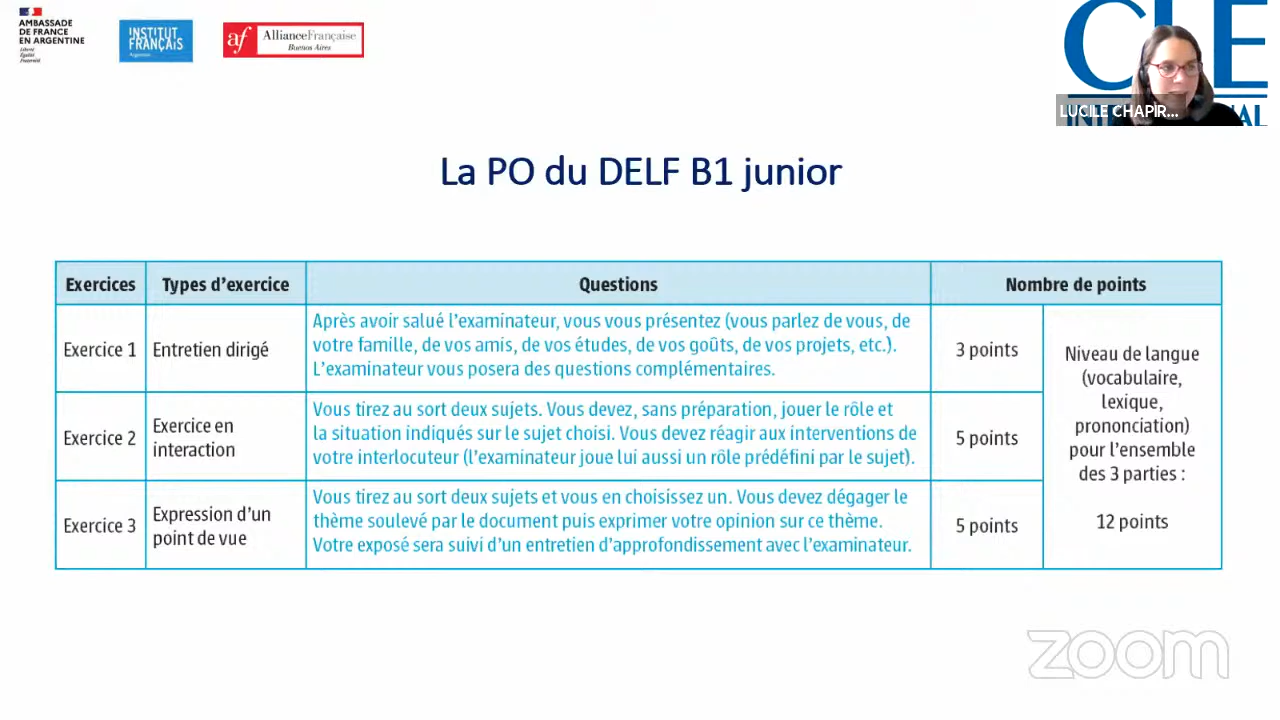 AMBASSADE
DE FRANCE
EN ARGENTINE
Liberté
Égalité
Fraternité
INSTITUT
FRANÇAIS
Argentine
af AllianceFrançaise
Buenos Aires
CLE
LUCILE CHAPIR...
La PO du DELF B1 junior
Exercices
Types d'exercice
Questions
Nombre de points
Exercice 1
Entretien dirigé
Après avoir salué l'examinateur, vous vous présentez (vous parlez de vous, de
votre famille, de vos amis, de vos études, de vos goûts, de vos projets, etc.).
L'examinateur vous posera des questions complémentaires.
3 points
Exercice 2
Exercice en
interaction
Vous tirez au sort deux sujets. Vous devez, sans préparation, jouer le rôle et
la situation indiqués sur le sujet choisi. Vous devez réagir aux interventions de
votre interlocuteur (l'examinateur joue lui aussi un rôle prédéfini par le sujet).
5 points
Exercice 3
Expression d'un
point de vue
Vous tirez au sort deux sujets et vous en choisissez un. Vous devez dégager le
thème soulevé par le document puis exprimer votre opinion sur ce thème.
Votre exposé sera suivi d'un entretien d'approfondissement avec l'examinateur.
5 points
Niveau de langue
(vocabulaire,
lexique,
prononciation)
pour l'ensemble
des 3 parties :
12 points
zoom